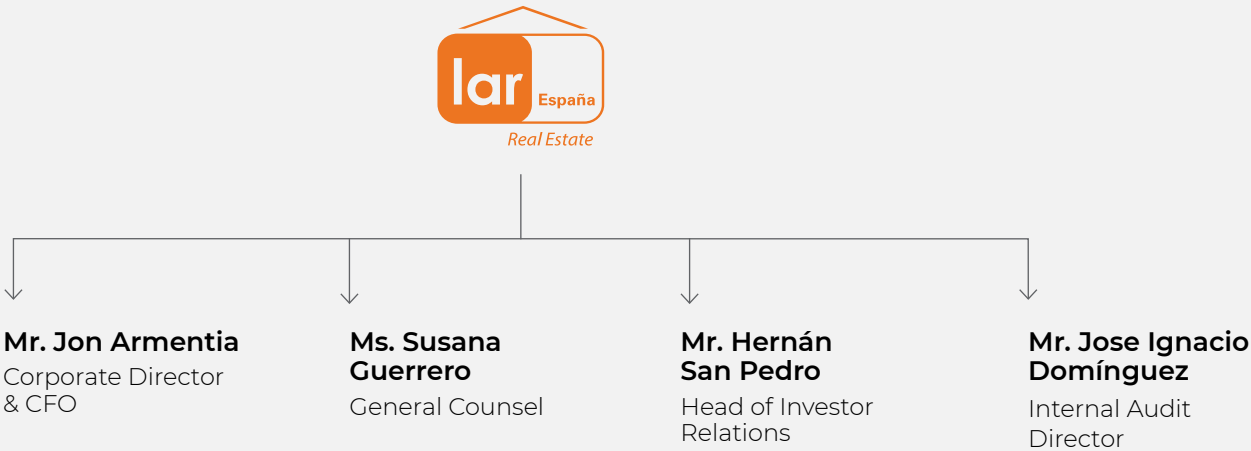 lar
España
Real Estate
Mr. Jon Armentia
Corporate Director
& CFO
Ms. Susana
Guerrero
General Counsel
Mr. Hernán
San Pedro
Head of Investor
Relations
Mr. Jose Ignacio
Domínguez
Internal Audit
Director